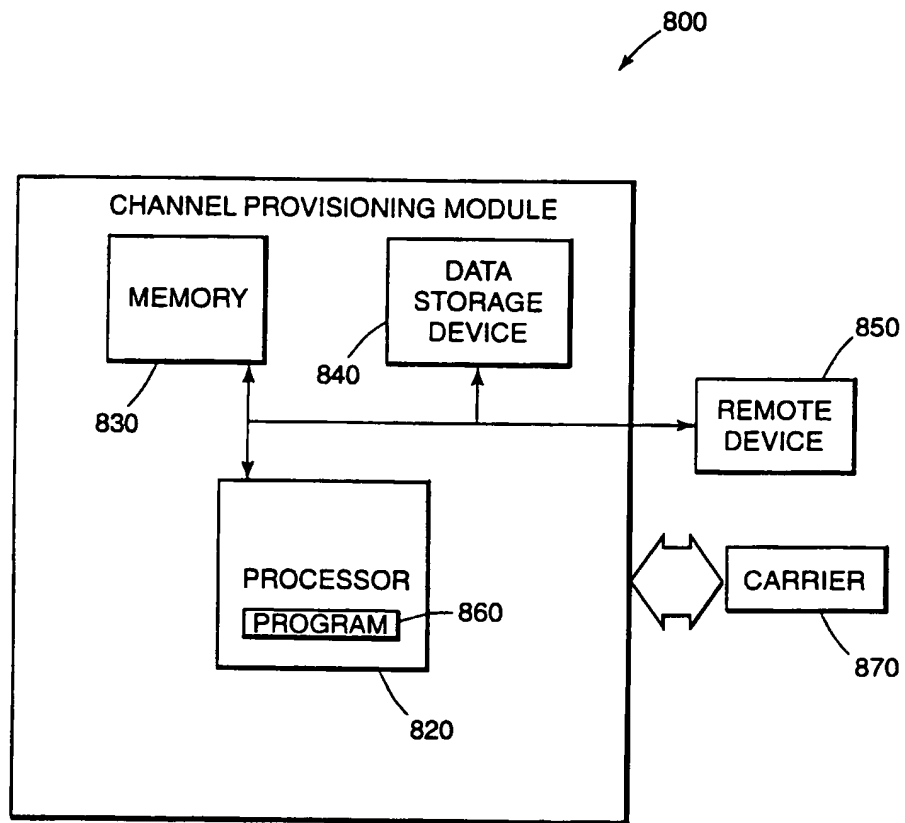 800
CHANNEL PROVISIONING MODULE
MEMORY
830
DATA
STORAGE
DEVICE
840
850
REMOTE
DEVICE
PROCESSOR
PROGRAM
860
820
CARRIER
870